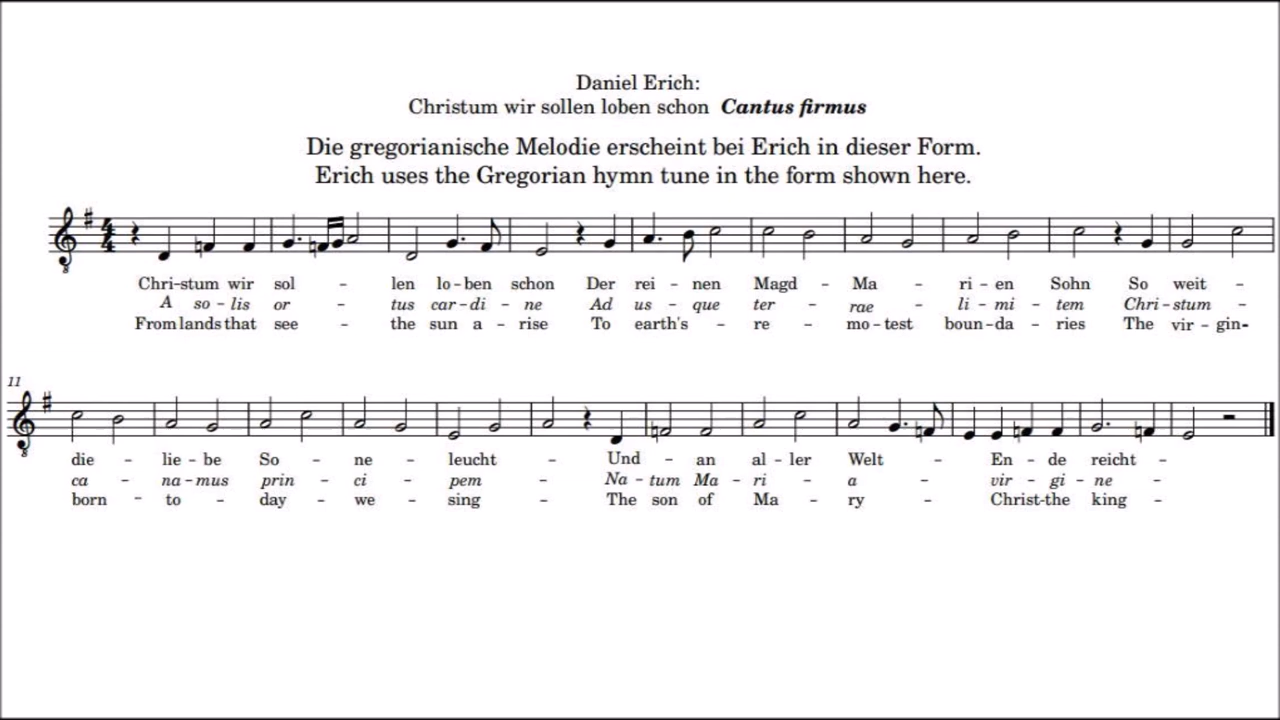 Daniel Erich:
Christum wir sollen loben schon Cantus firmus
Die gregorianische Melodie erscheint bei Erich in dieser Form.
Erich uses the Gregorian hymn tune in the form shown here.
4
4
8
Chri-stum wir sol - len lo-ben schon Der rei - nen Magd - Ma - ri-en Sohn So weit -
A so-lis or - tus car-di - ne Ad us - que ter - rae - li-mi - tem Chri-stum -
From lands that see - the sun a - rise To earth's - re - mo-test boun-da - ries The vir-gin-
11
8
die - lie-be So - ne - leucht - Und - an al-ler Welt - En - de reicht -
ca - na-mus prin - ci - pem - Na-tum Ma - ri - a - vir - gi - ne -
born - to - day - we - sing - The son of Ma - ry - Christ-the king -